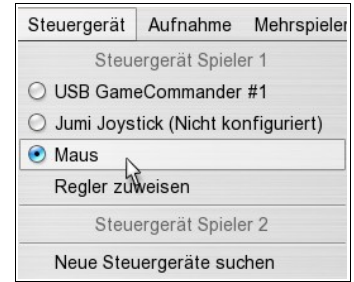 Steuergerät Aufnahme Mehrspieler
Steuergerät Spieler 1
USB GameCommander #1
Jumi Joystick (Nicht konfiguriert)
Maus
Regler zuweisen
Steuergerät Spieler 2
Neue Steuergeräte suchen